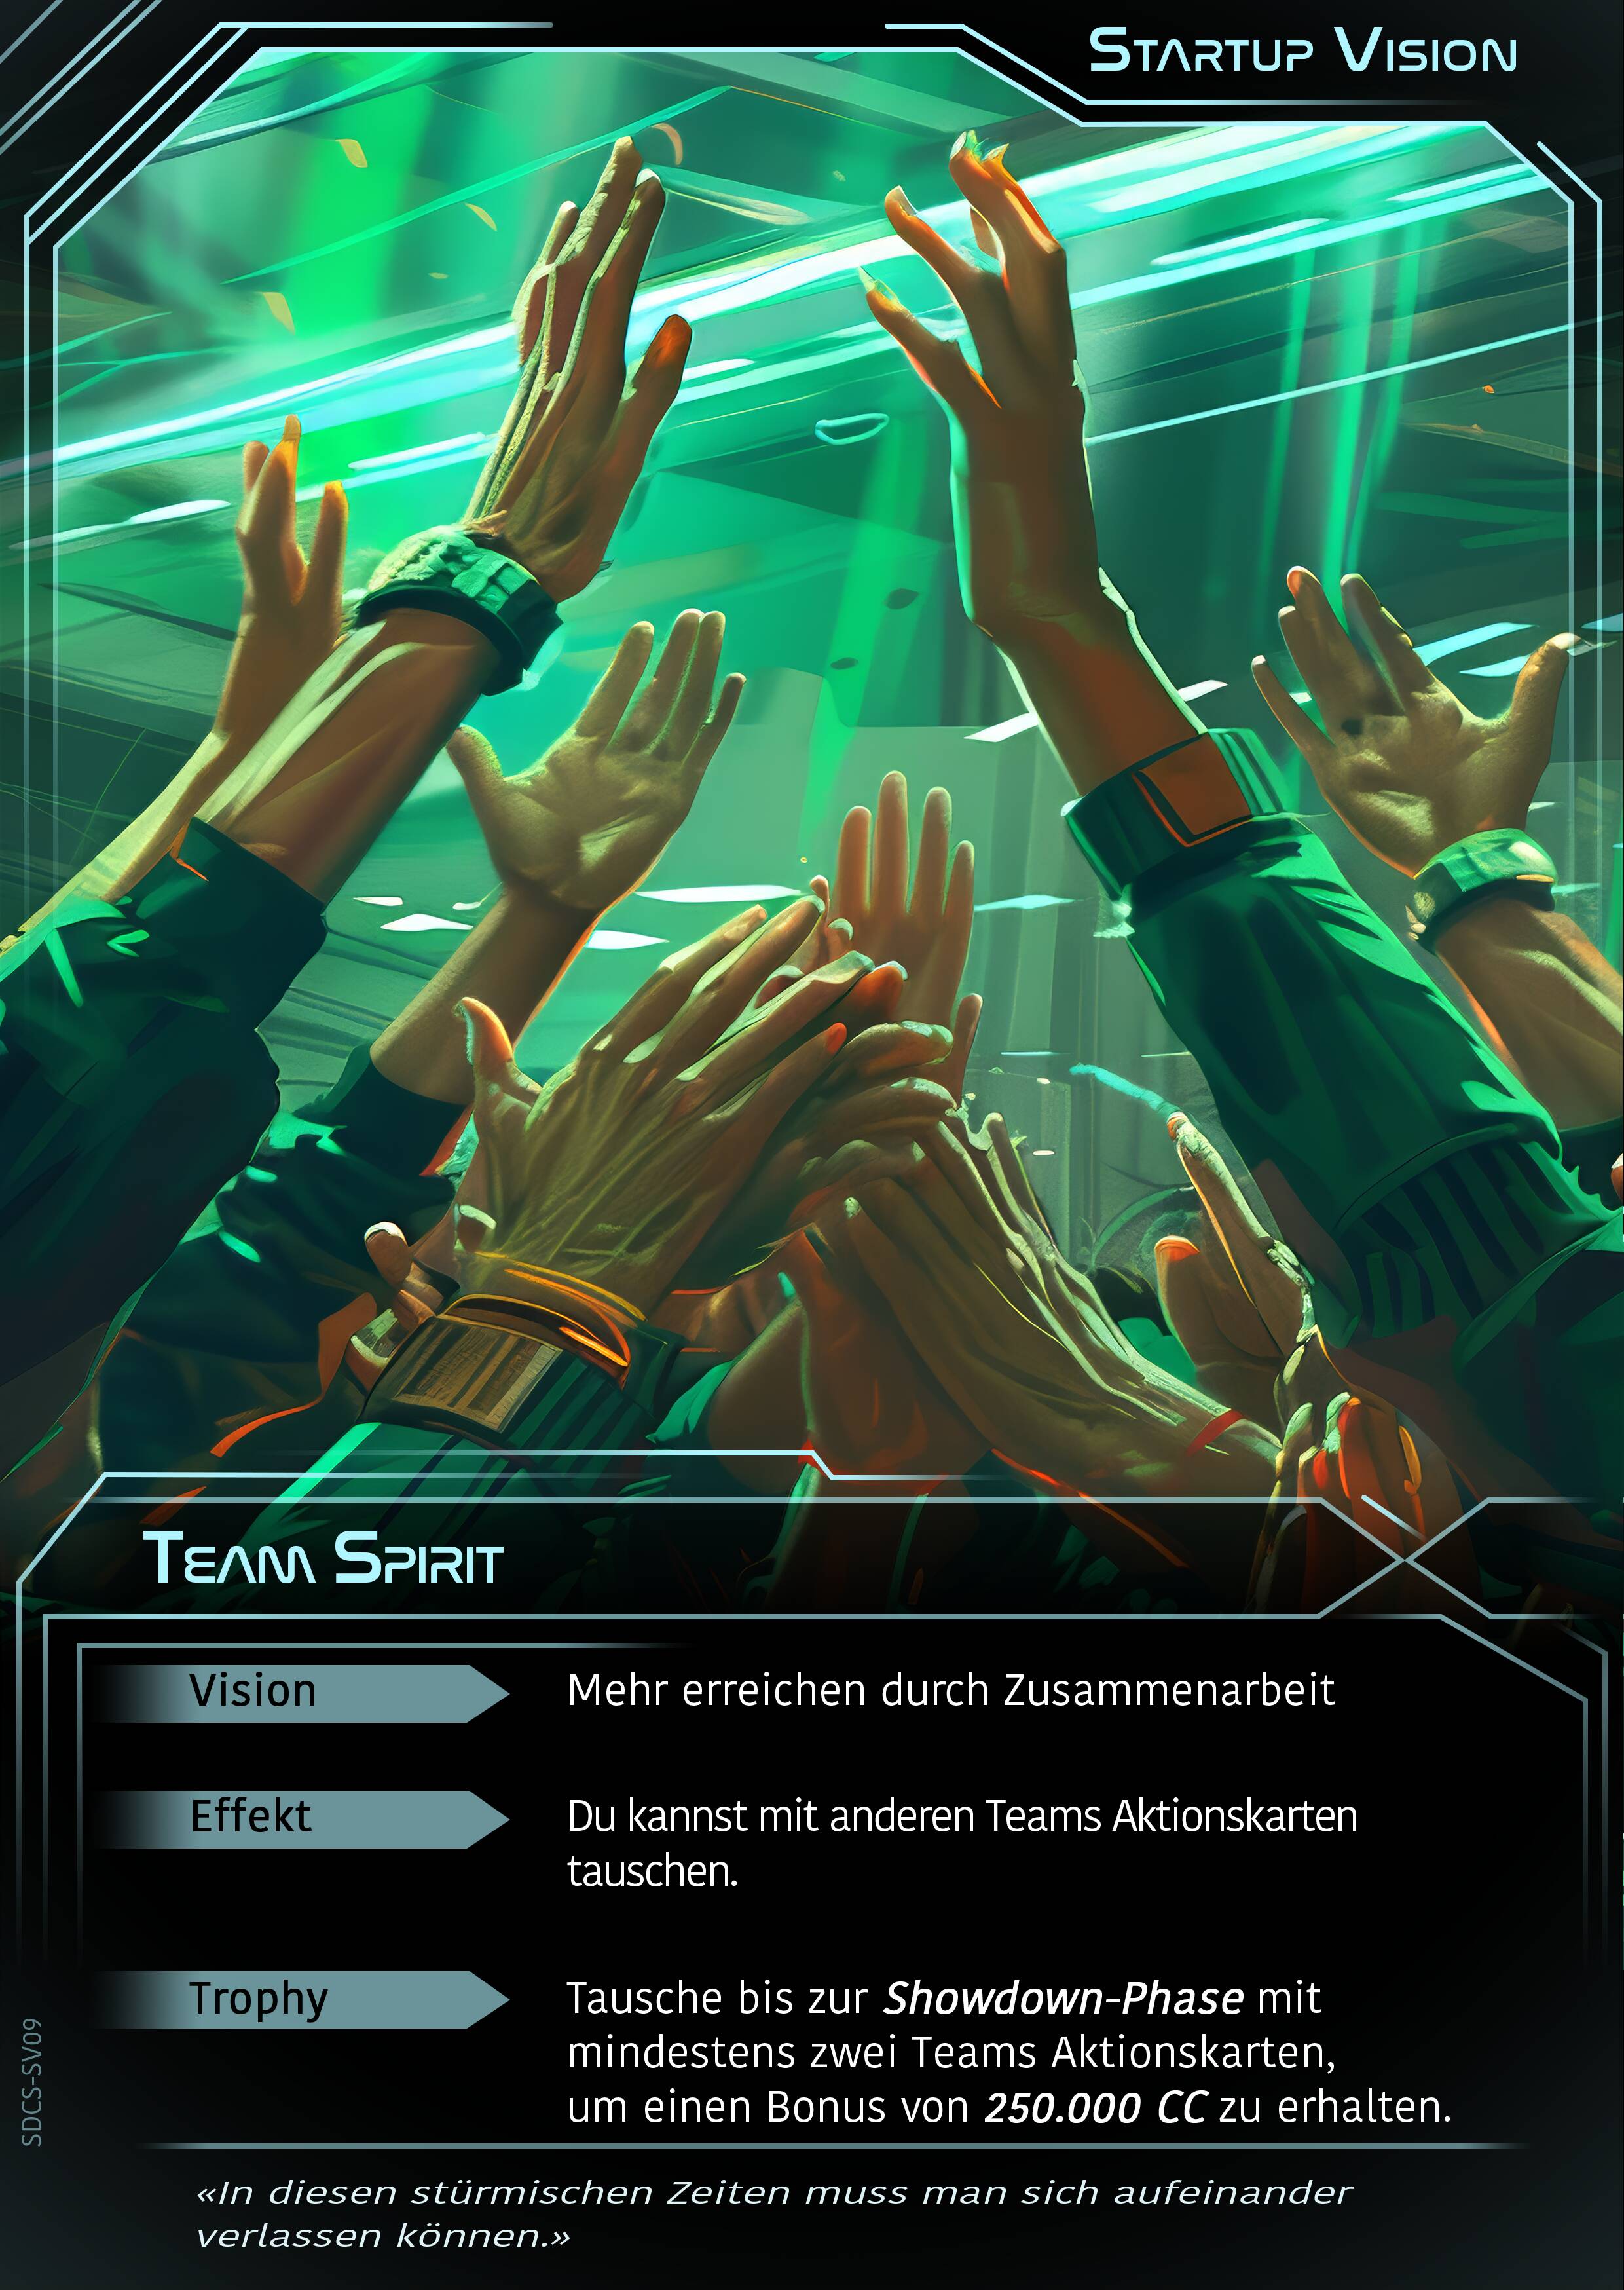 Startup Vision
Team Spirit
Vision
Mehr erreichen durch Zusammenarbeit
Effekt
Du kannst mit anderen Teams Aktionskarten
tauschen.
Trophy
Tausche bis zur Showdown-Phase mit
mindestens zwei Teams Aktionskarten,
um einen Bonus von 250.000 CC zu erhalten.
SDCS-SV09
«In diesen stürmischen Zeiten muss man sich aufeinander
verlassen können.»